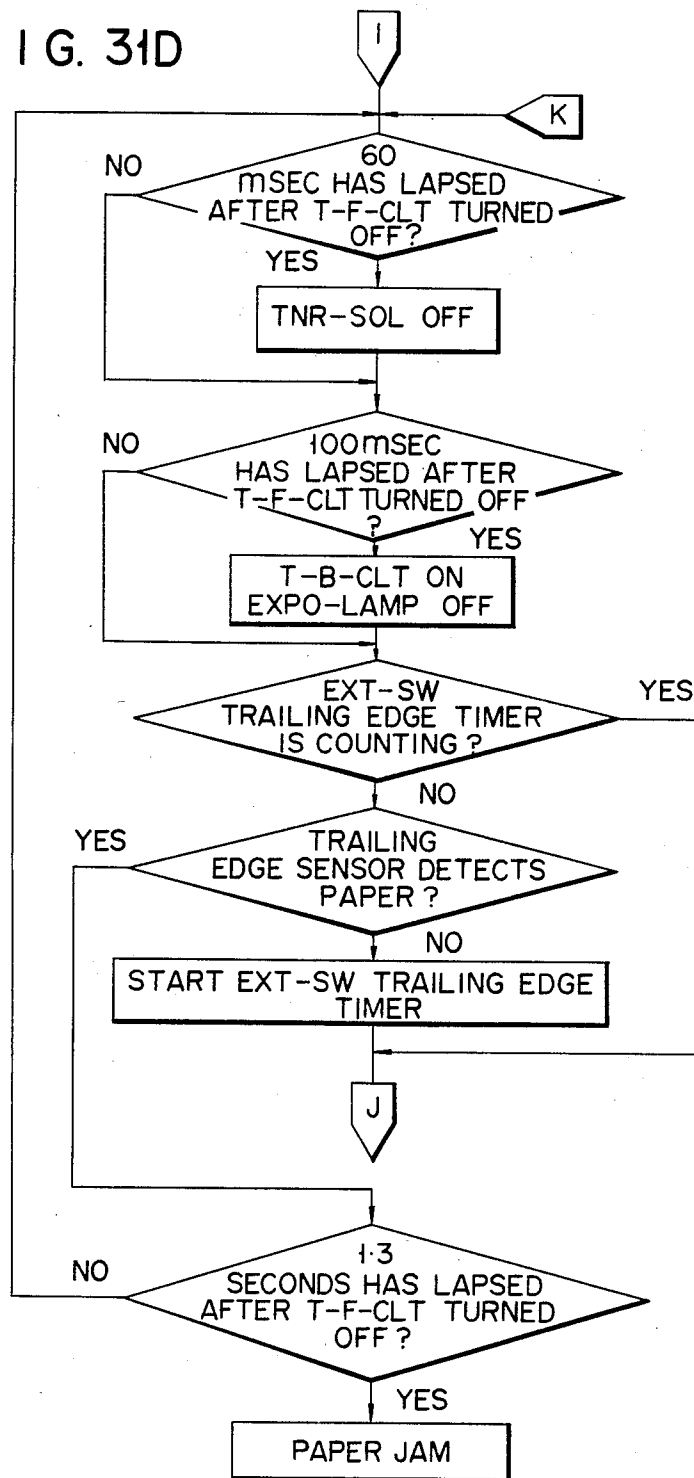 I G. 31D
I
K
NO
60
mSEC HAS LAPSED
AFTER T-F-CLT TURNED
OFF?
YES
TNR-SOL OFF
NO
100mSEC
HAS LAPSED AFTER
T-F-CLT TURNED OFF
?
YES
T-B-CLT ON
EXPO-LAMP OFF
EXT-SW
TRAILING EDGE TIMER
IS COUNTING?
YES
NO
YES
TRAILING
EDGE SENSOR DETECTS
PAPER?
NO
START EXT-SW TRAILING EDGE
TIMER
J
NO
1·3
SECONDS HAS LAPSED
AFTER T-F-CLT TURNED
OFF?
YES
PAPER JAM